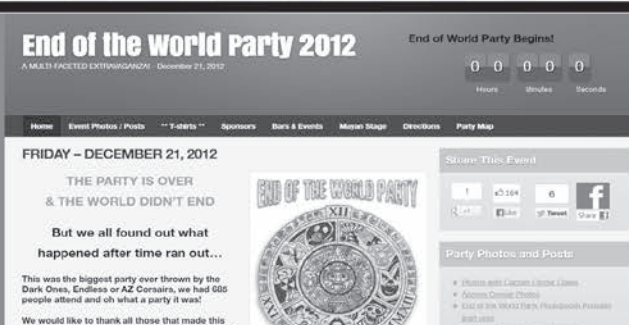 End of the World Party 2012
A MULTI-FACETED EXTRAVAGANZA! - December 21, 2012
End of World Party Begins!
0 0 0 0 0
Hours Minutes Seconds
Home Event Photos / Posts ** T-shirts ** Sponsors Bars & Events Mayan Stage Directions Party Map
FRIDAY – DECEMBER 21, 2012
THE PARTY IS OVER
& THE WORLD DIDN'T END
But we all found out what
happened after time ran out...
This was the biggest party ever thrown by the
Dark Ones, Endless or AZ Corsairs, we had 685
people attend and oh what a party it was!
We would like to thank all those that made this
END OF THE WORLD PARTY
XII
Share This Event
1 6
Like Tweet Share
Party Photos and Posts